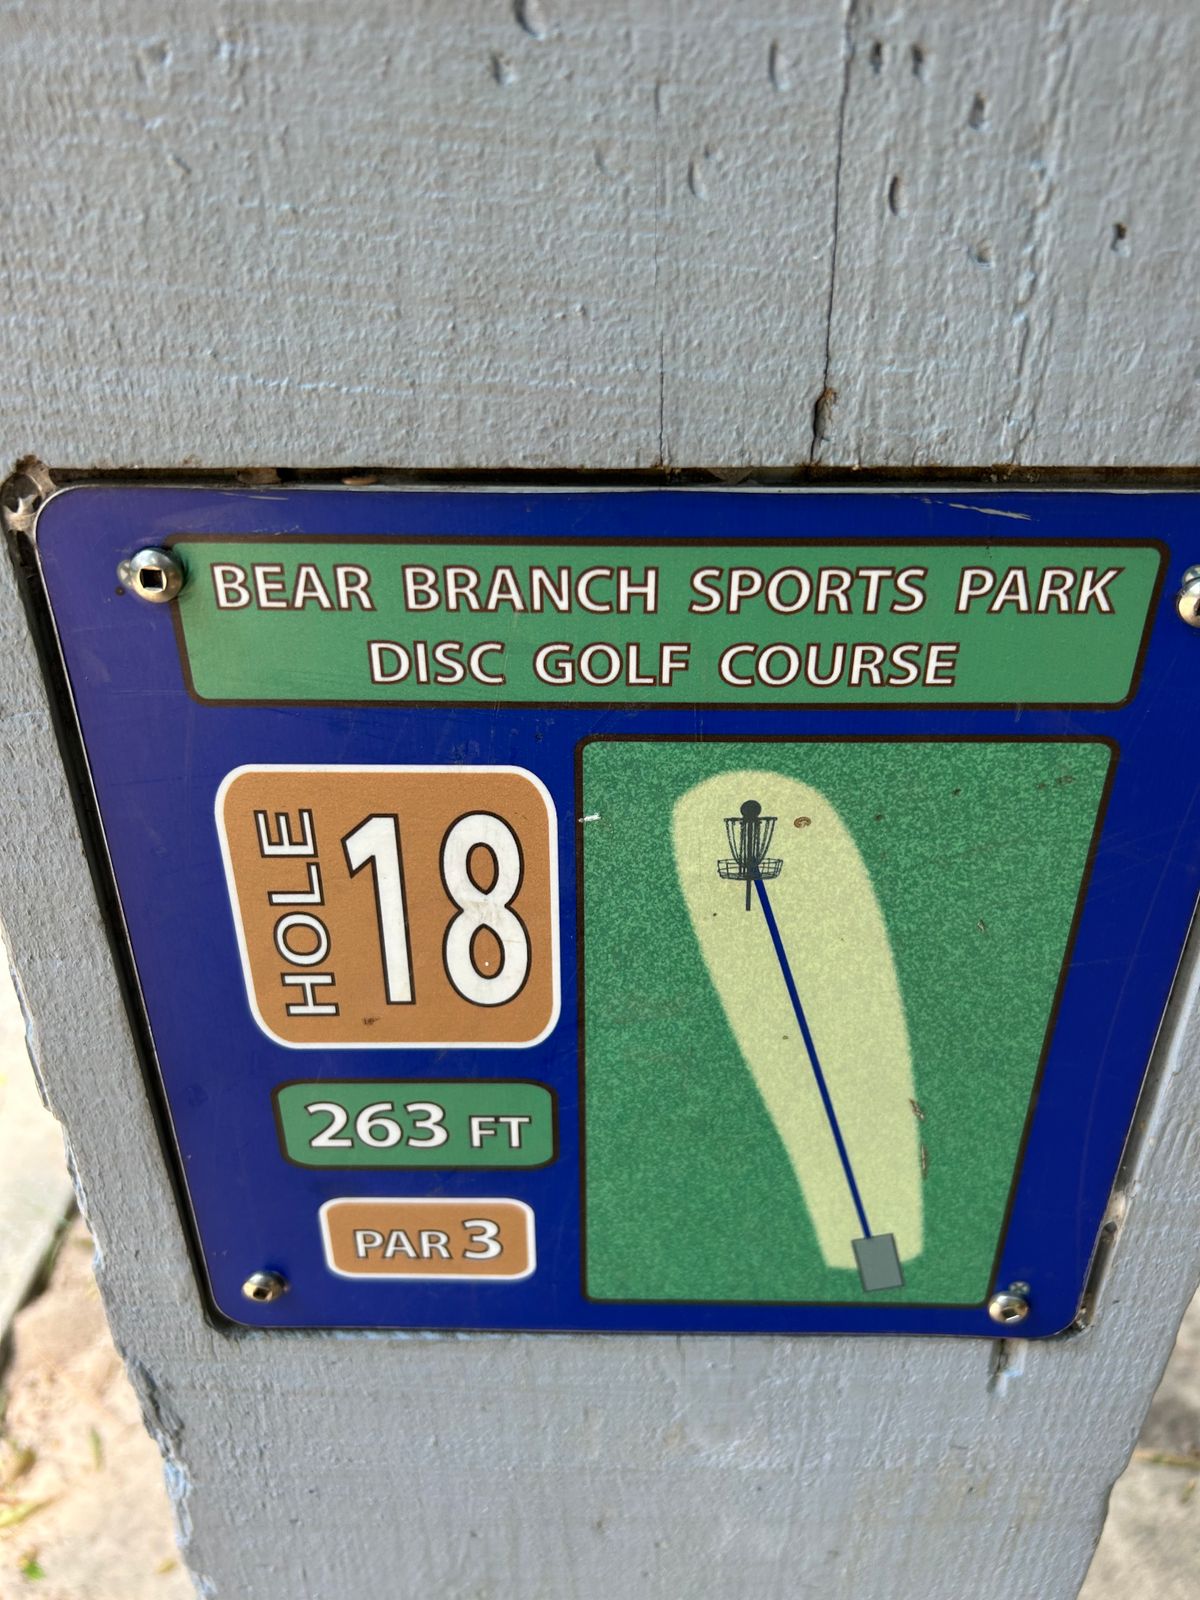 BEAR BRANCH SPORTS PARK
DISC GOLF COURSE
HOLE 18
263 FT
PAR 3